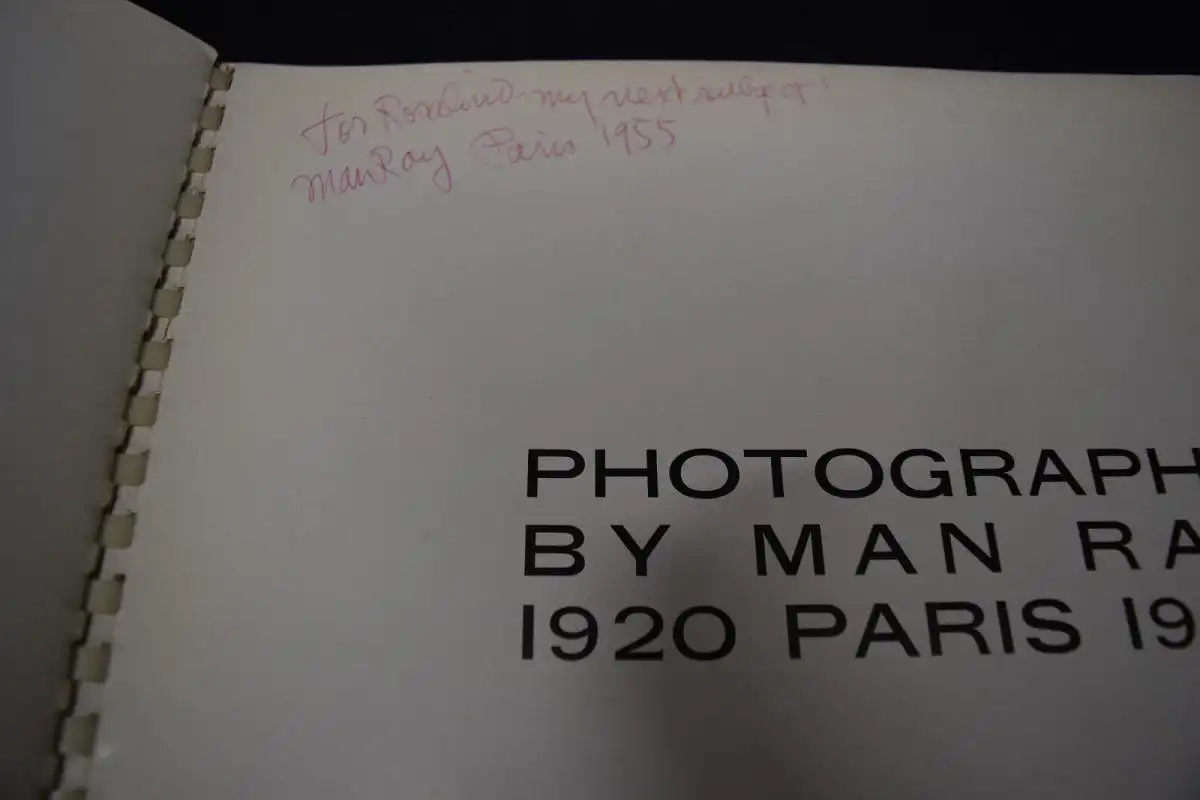 for Rosalind - my next subject!
Man Ray Paris 1955
PHOTOGRAPH
BY MAN RA
1920 PARIS 19